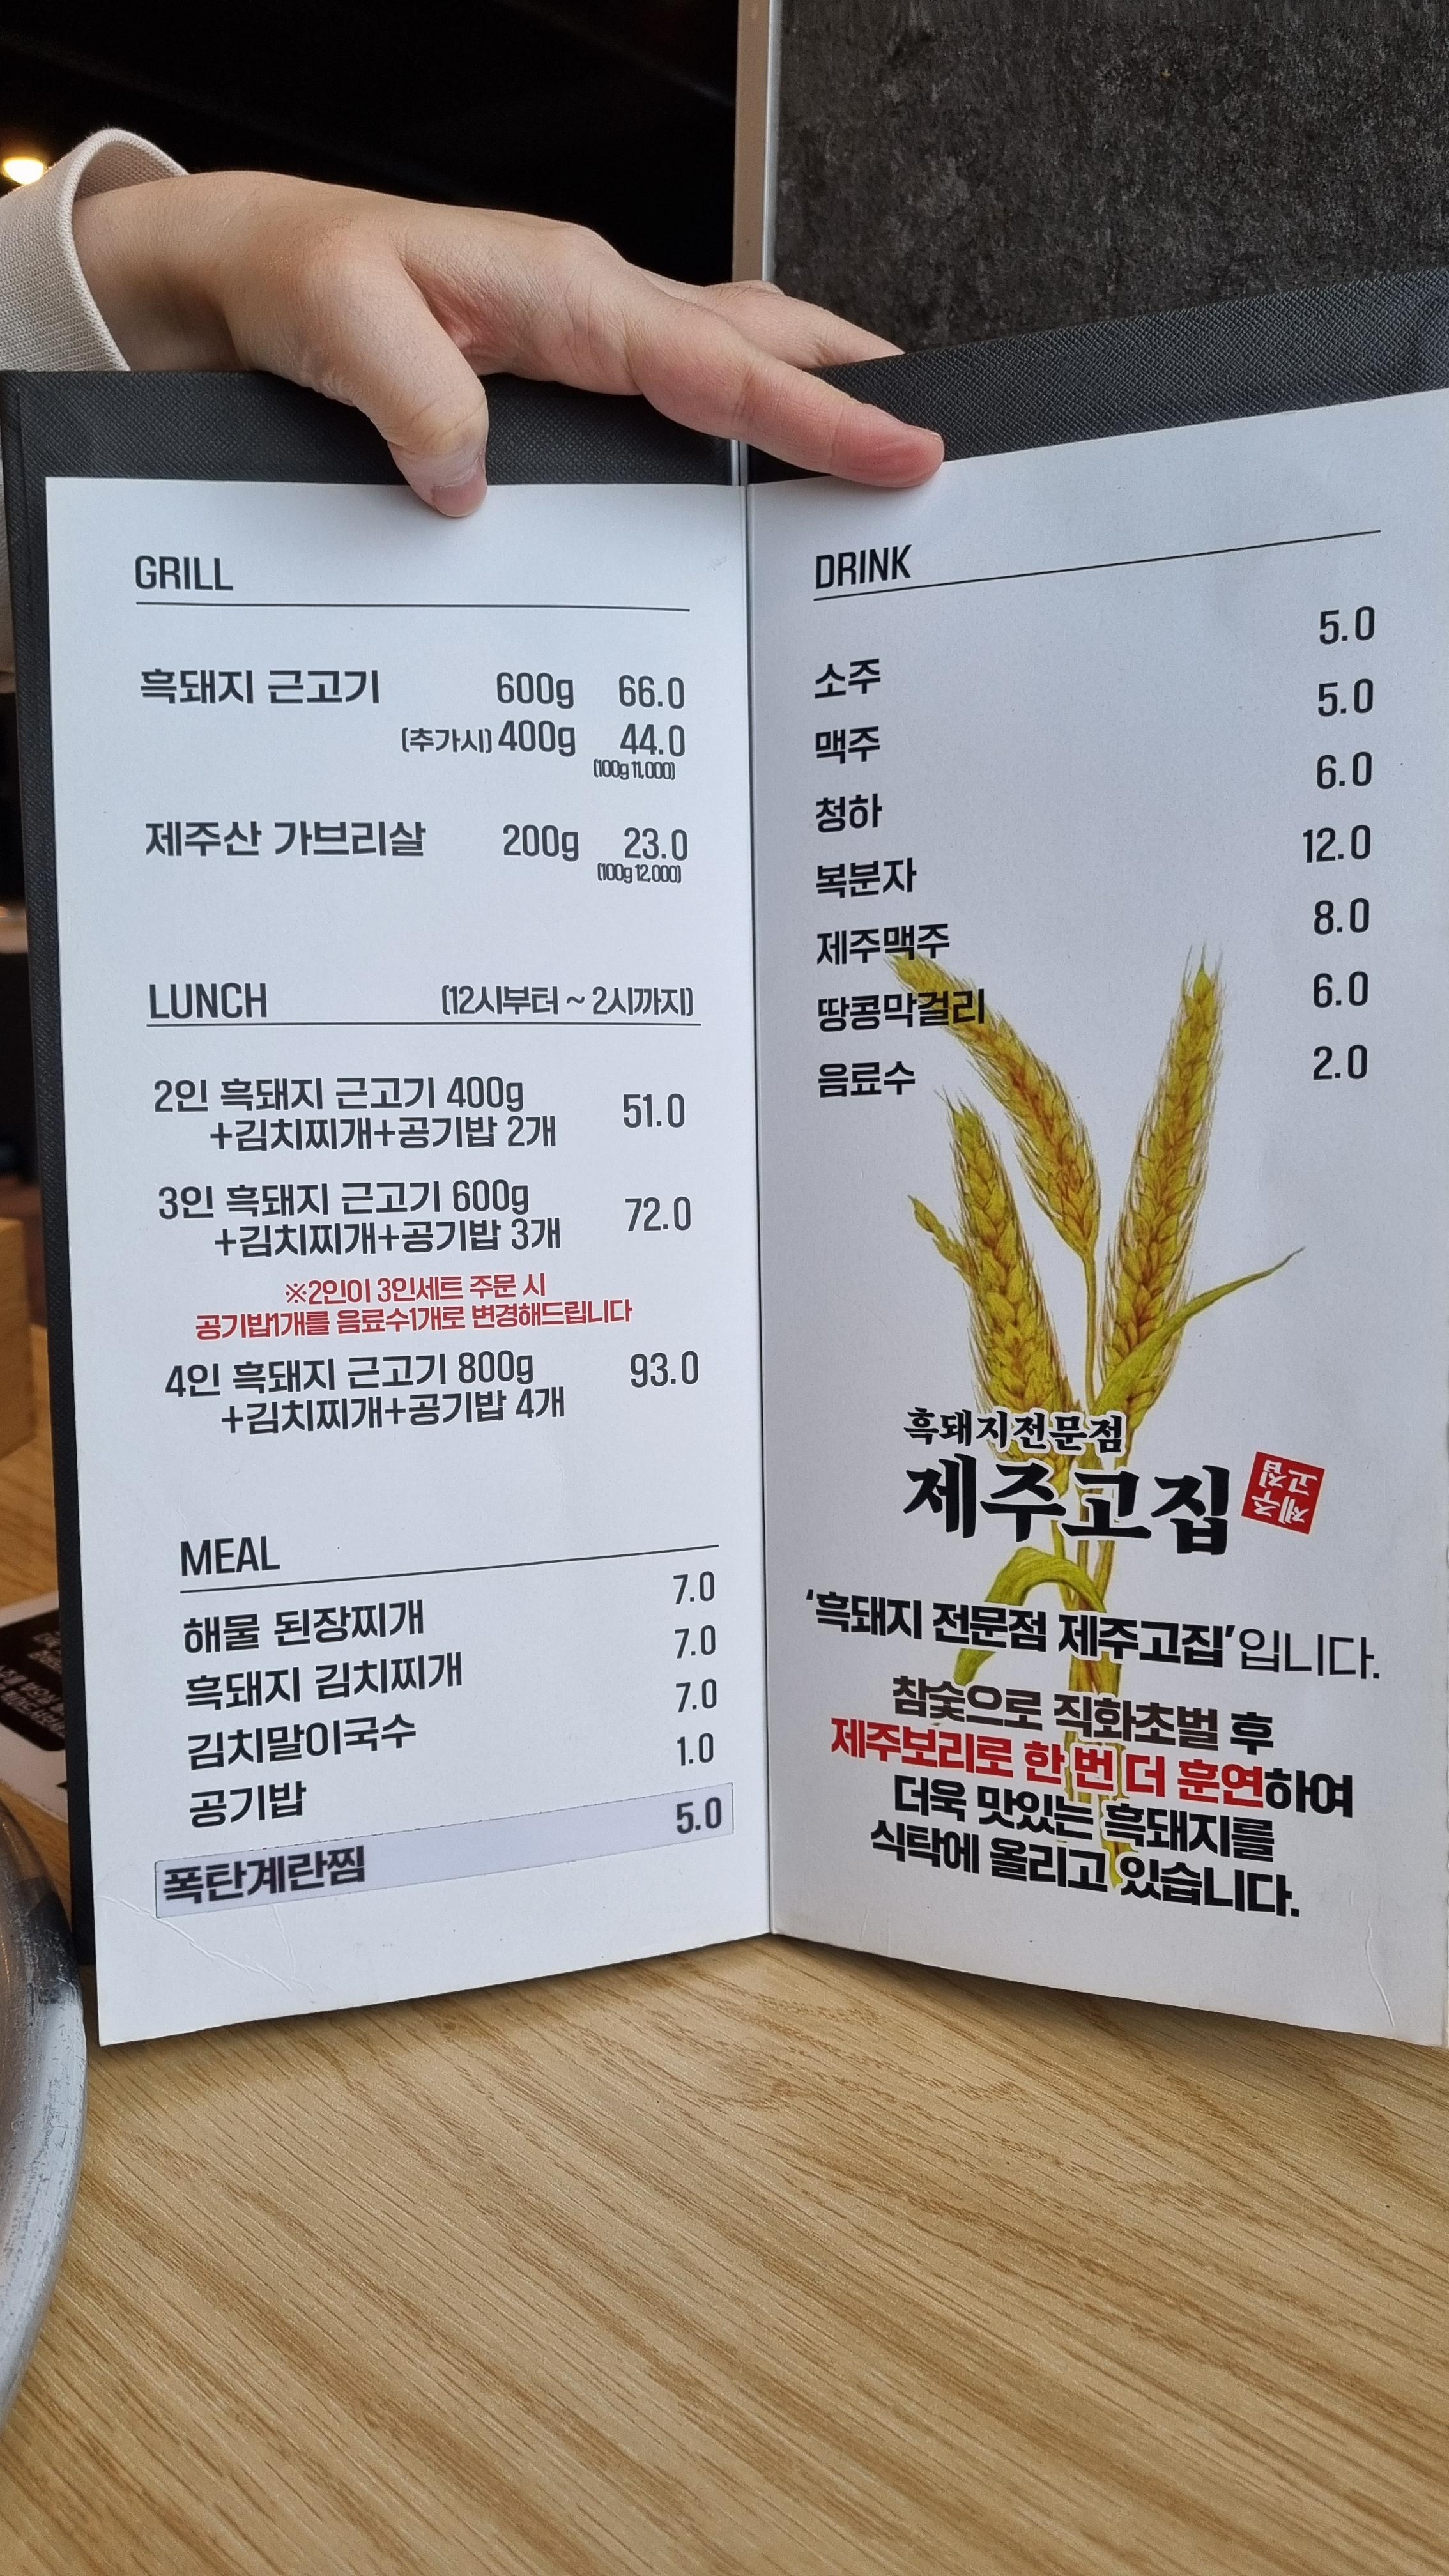 GRILL
흑돼지 근고기 600g 66.0
(추가시) 400g 44.0
(100g 11,000)
제주산 가브리살 200g 23.0
(100g 12,000)
LUNCH (12시부터 ~ 2시까지)
2인 흑돼지 근고기 400g
+김치찌개+공기밥 2개 51.0
3인 흑돼지 근고기 600g
+김치찌개+공기밥 3개 72.0
※2인이 3인세트 주문 시
공기밥1개를 음료수1개로 변경해드립니다
4인 흑돼지 근고기 800g
+김치찌개+공기밥 4개 93.0
MEAL
해물 된장찌개 7.0
흑돼지 김치찌개 7.0
김치말이국수 7.0
공기밥 1.0
폭탄계란찜 5.0
DRINK
소주 5.0
맥주 5.0
청하 6.0
복분자 12.0
제주맥주 8.0
땅콩막걸리 6.0
음료수 2.0
흑돼지전문점
제주고집
제주
고집
'흑돼지 전문점 제주고집'입니다.
참숯으로 직화초벌 후
제주보리로 한 번 더 훈연하여
더욱 맛있는 흑돼지를
식탁에 올리고 있습니다.